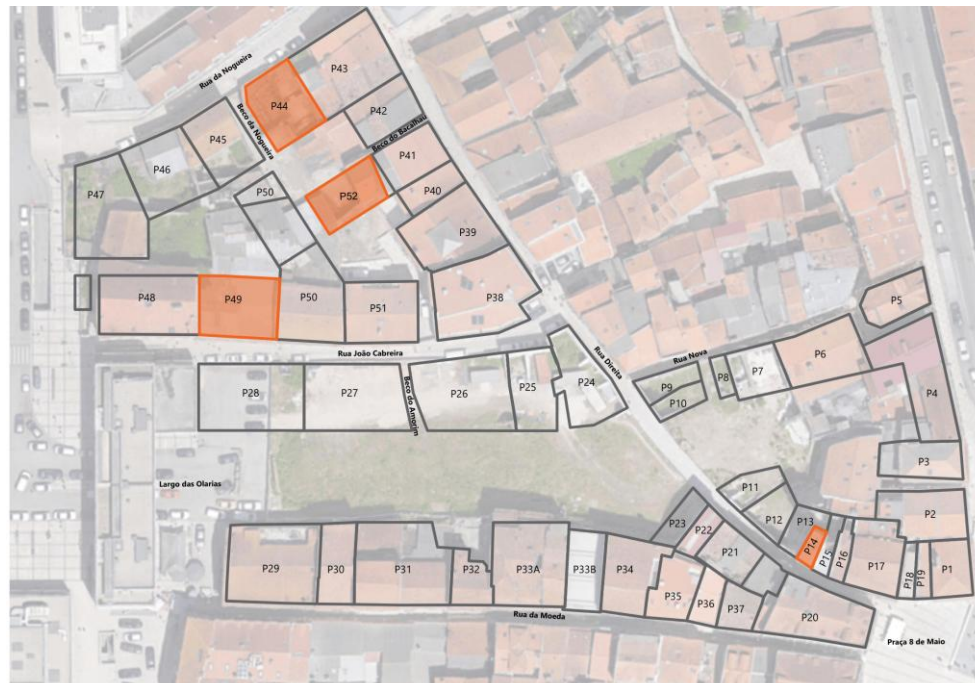 Rua da Nogueira
P43
P44
P42
Beco da Nogueira
P45
Beco do Bacalhau
P46
P41
P47
P50
P52
P40
P39
P48
P49
P50
P51
P38
P5
Rua João Cabreira
Rua Direita
Rua Nova
P6
P7
P8
P9
P10
P4
P28
P27
Beco do Amorim
P26
P25
P24
P3
Largo das Olarias
P11
P12
P13
P14
P15
P16
P17
P18
P19
P2
P1
P23
P22
P21
P29
P30
P31
P32
P33A
P33B
P34
P35
P36
P37
P20
Rua da Moeda
Praça 8 de Maio